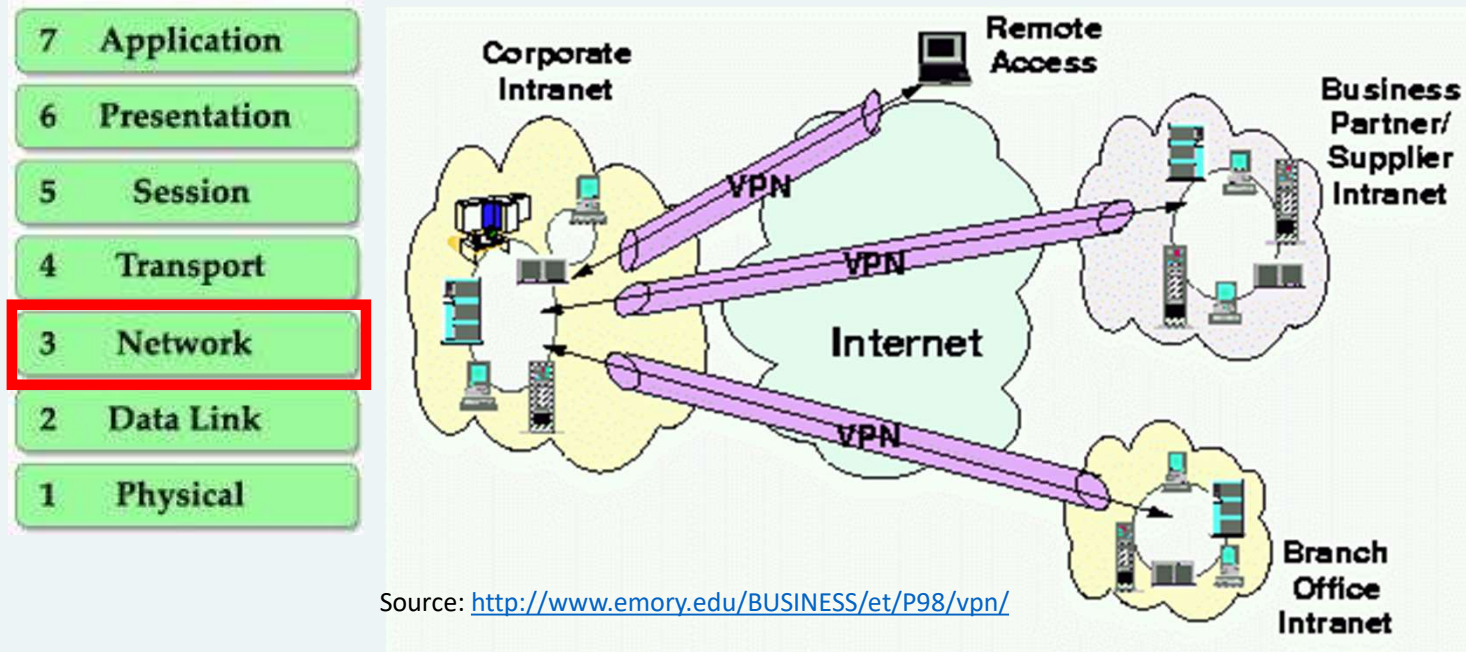 7 Application
6 Presentation
5 Session
4 Transport
3 Network
2 Data Link
1 Physical
Corporate
Intranet
Remote
Access
Business
Partner/
Supplier
Intranet
VPN
VPN
Internet
VPN
Branch
Office
Intranet
Source: http://www.emory.edu/BUSINESS/et/P98/vpn/